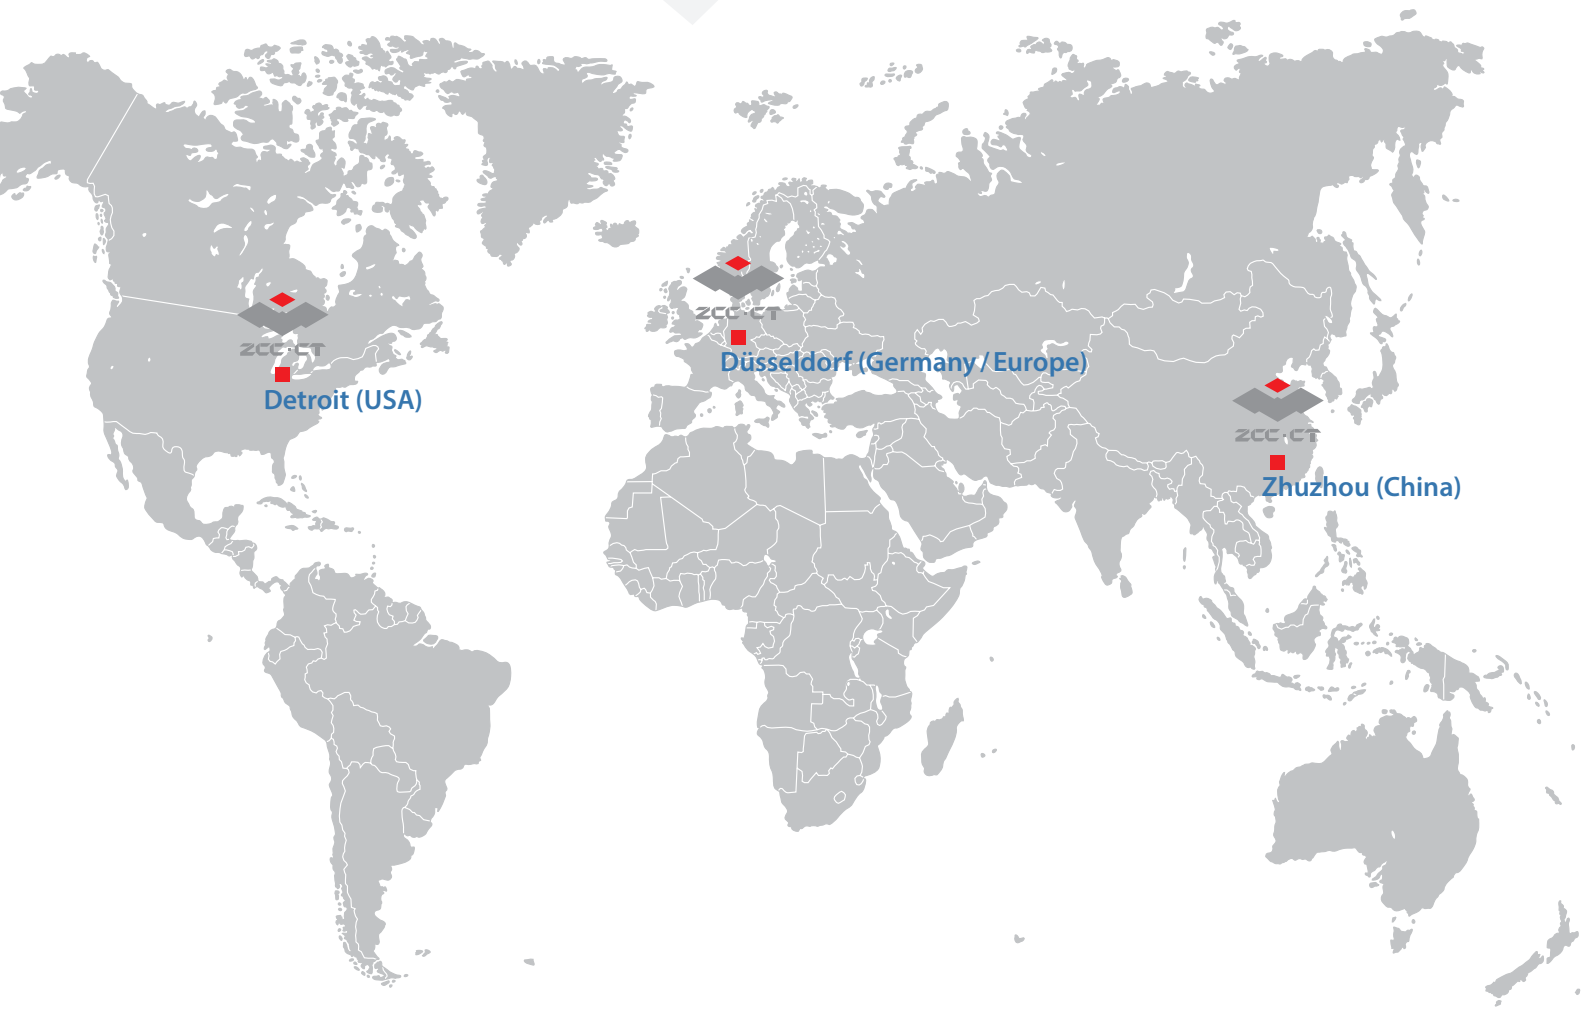 ZCC·CT
Düsseldorf (Germany / Europe)
ZCC·CT
Detroit (USA)
ZCC·CT
Zhuzhou (China)